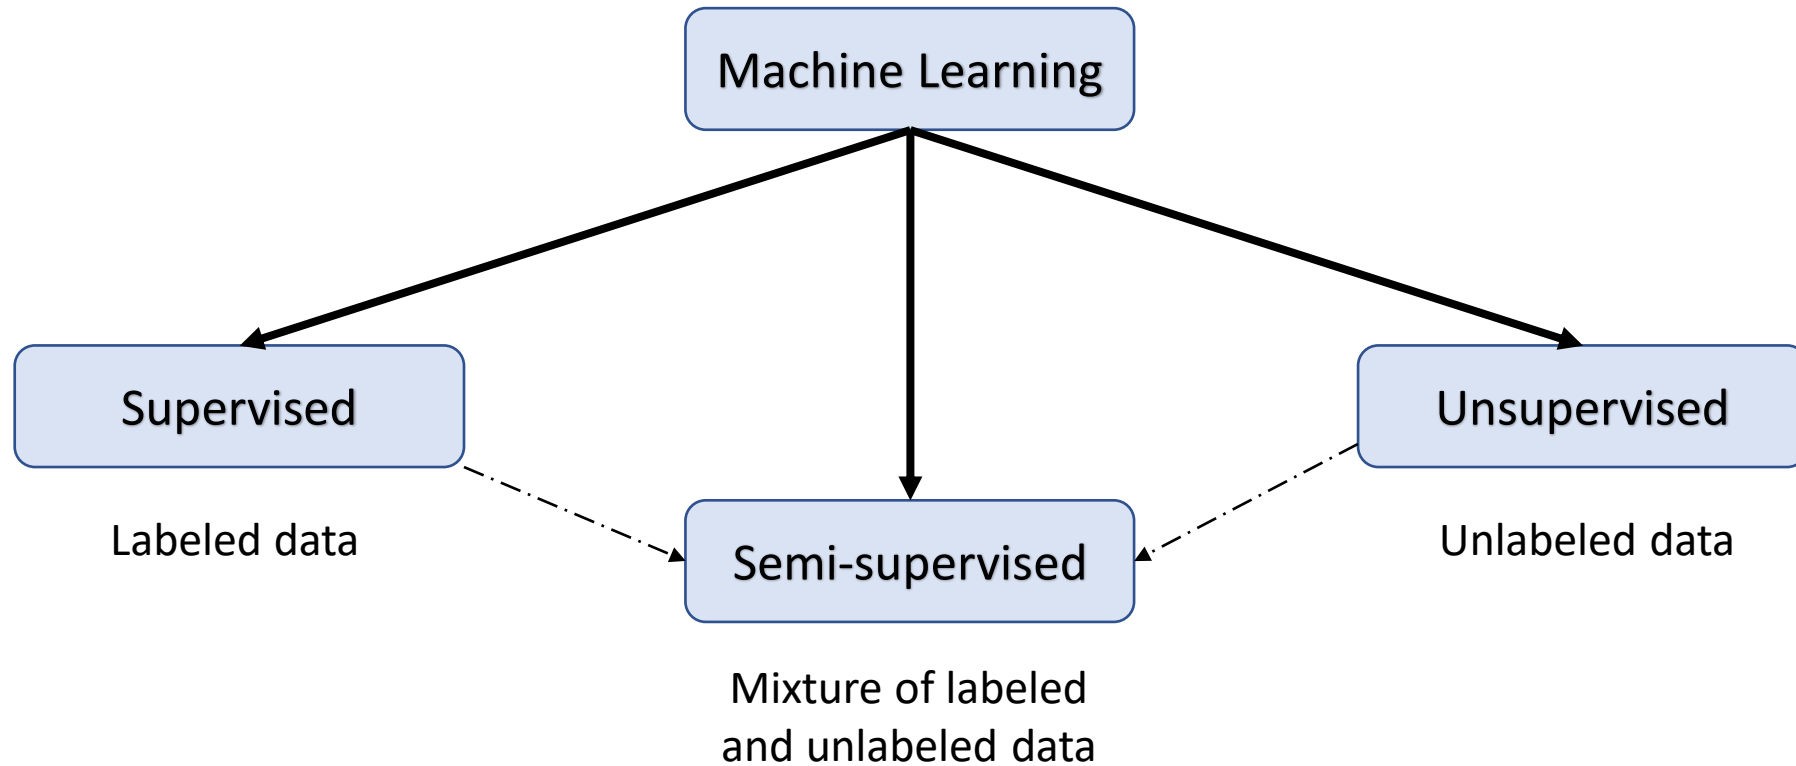 Machine Learning
Supervised
Unsupervised
Labeled data
Semi-supervised
Unlabeled data
Mixture of labeled
and unlabeled data